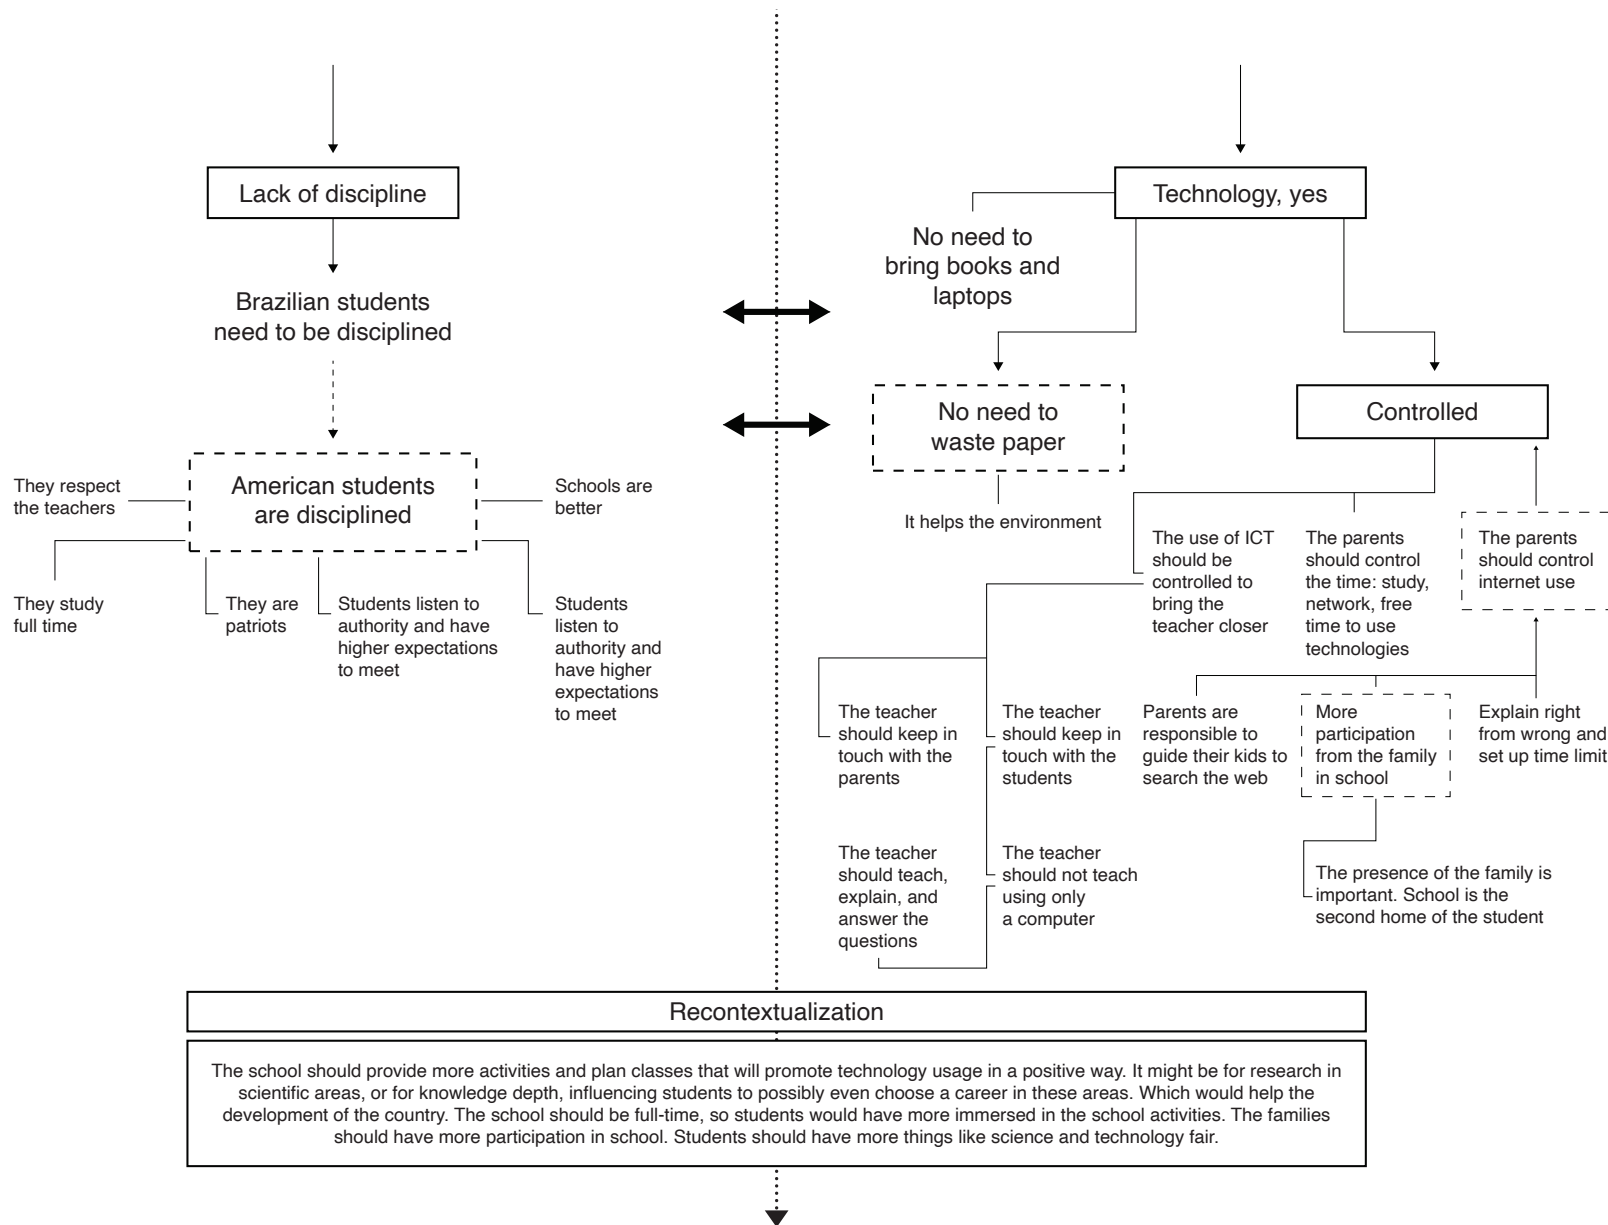 Lack of discipline
Brazilian students
need to be disciplined
American students
are disciplined
They respect
the teachers
Schools are
better
They study
full time
They are
patriots
Students listen to
authority and have
higher expectations
to meet
Students
listen to
authority and
have higher
expectations
to meet
Technology, yes
No need to
bring books and
laptops
No need to
waste paper
It helps the environment
Controlled
The use of ICT
should be
controlled to
bring the
teacher closer
The parents
should control
the time: study,
network, free
time to use
technologies
The parents
should control
internet use
The teacher
should keep in
touch with the
parents
The teacher
should keep in
touch with the
students
Parents are
responsible to
guide their kids to
search the web
More
participation
from the family
in school
Explain right
from wrong and
set up time limit
The teacher
should teach,
explain, and
answer the
questions
The teacher
should not teach
using only
a computer
The presence of the family is
important. School is the
second home of the student
Recontextualization
The school should provide more activities and plan classes that will promote technology usage in a positive way. It might be for research in
scientific areas, or for knowledge depth, influencing students to possibly even choose a career in these areas. Which would help the
development of the country. The school should be full-time, so students would have more immersed in the school activities. The families
should have more participation in school. Students should have more things like science and technology fair.